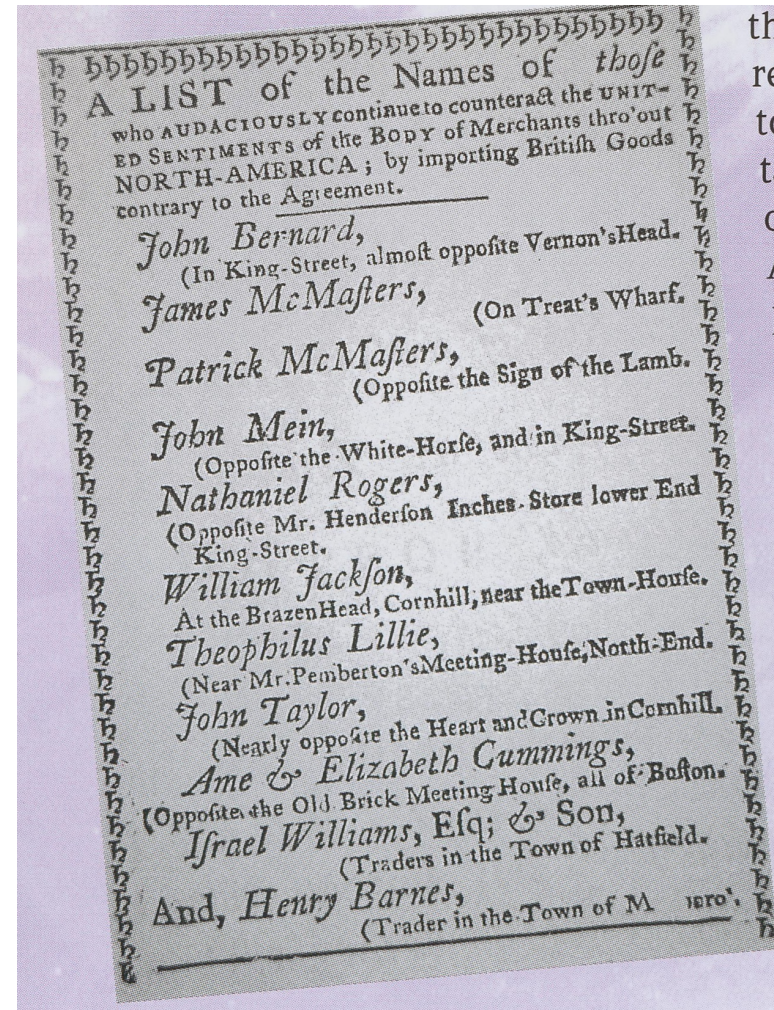 A LIST of the Names of thoſe
who AUDACIOUSLY continue to counteract the UNIT-
ED SENTIMENTS of the BODY of Merchants thro'out
NORTH-AMERICA; by importing Britiſh Goods
contrary to the Agreement.
John Bernard,
(In King-Street, almoſt oppoſite Vernon's Head.
James McMaſters,
(On Treat's Wharf.
Patrick McMaſters,
(Oppoſite the Sign of the Lamb.
John Mein,
(Oppoſite the White-Horſe, and in King-Street.
Nathaniel Rogers,
(Oppoſite Mr. Henderſon Inches Store lower End
King-Street.
William Jackſon,
At the Brazen Head, Cornhill, near the Town-Houſe.
Theophilus Lillie,
(Near Mr. Pemberton's Meeting-Houſe, North-End.
John Taylor,
(Nearly oppoſite the Heart and Crown in Cornhill.
Ame & Elizabeth Cummings,
(Oppoſite the Old Brick Meeting Houſe, all of Boſton.
Iſrael Williams, Eſq; & Son,
(Traders in the Town of Hatfield.
And, Henry Barnes,
(Trader in the Town of M